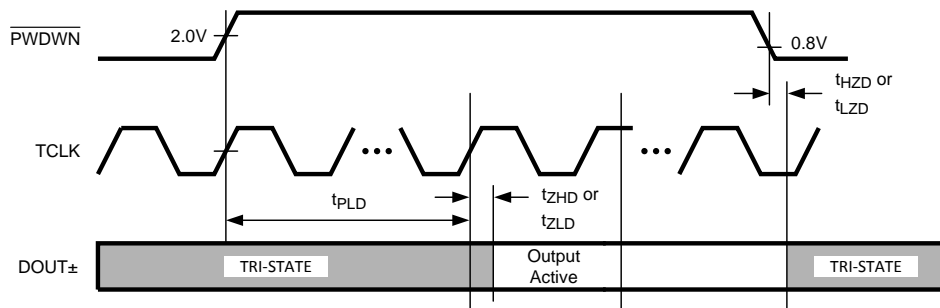 PWDWN
2.0V
0.8V
tHZD or
tLZD
TCLK
tPLD
tZHD or
tZLD
DOUT±
TRI-STATE
Output
Active
TRI-STATE